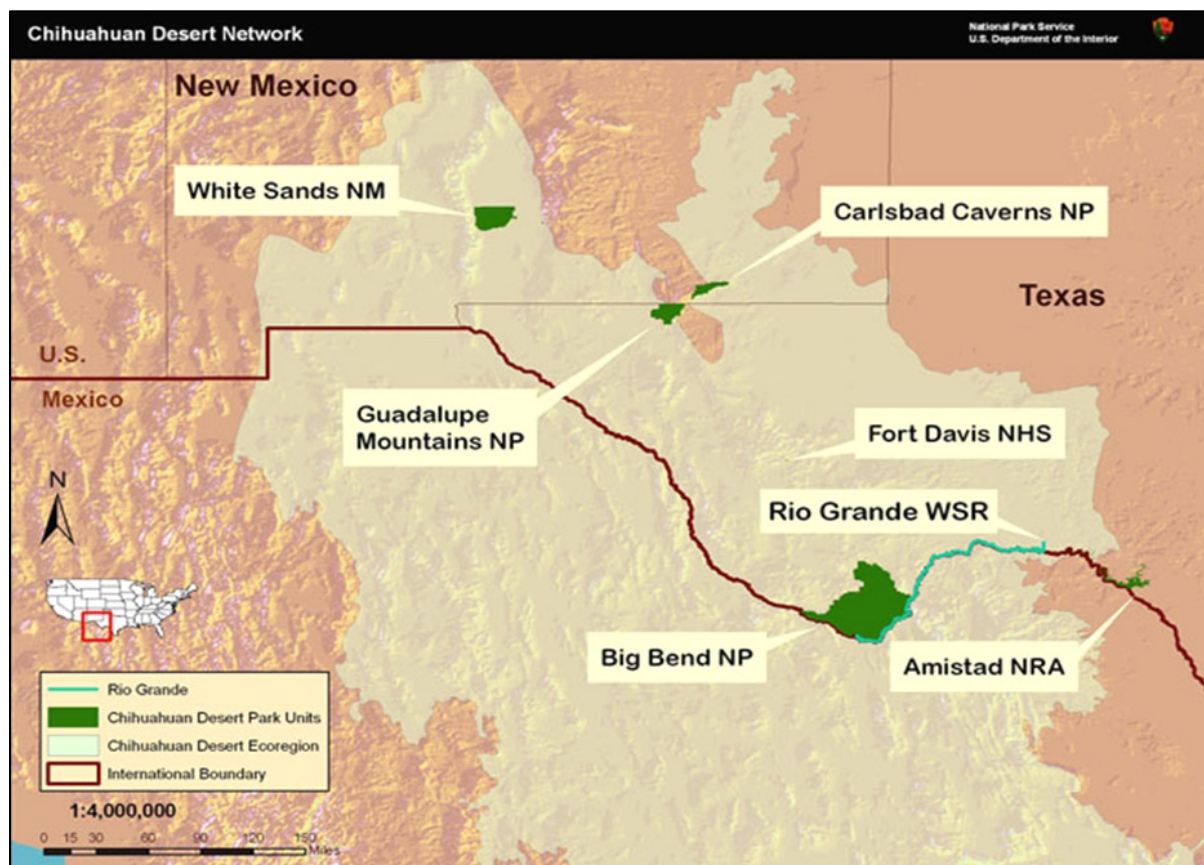 Chihuahuan Desert Network
National Park Service
U.S. Department of the Interior
New Mexico
White Sands NM
Carlsbad Caverns NP
Texas
U.S.
Mexico
Guadalupe
Mountains NP
Fort Davis NHS
N
Rio Grande WSR
Big Bend NP
Amistad NRA
Rio Grande
Chihuahuan Desert Park Units
Chihuahuan Desert Ecoregion
International Boundary
1:4,000,000
0 15 30 60 90 120 150
Miles